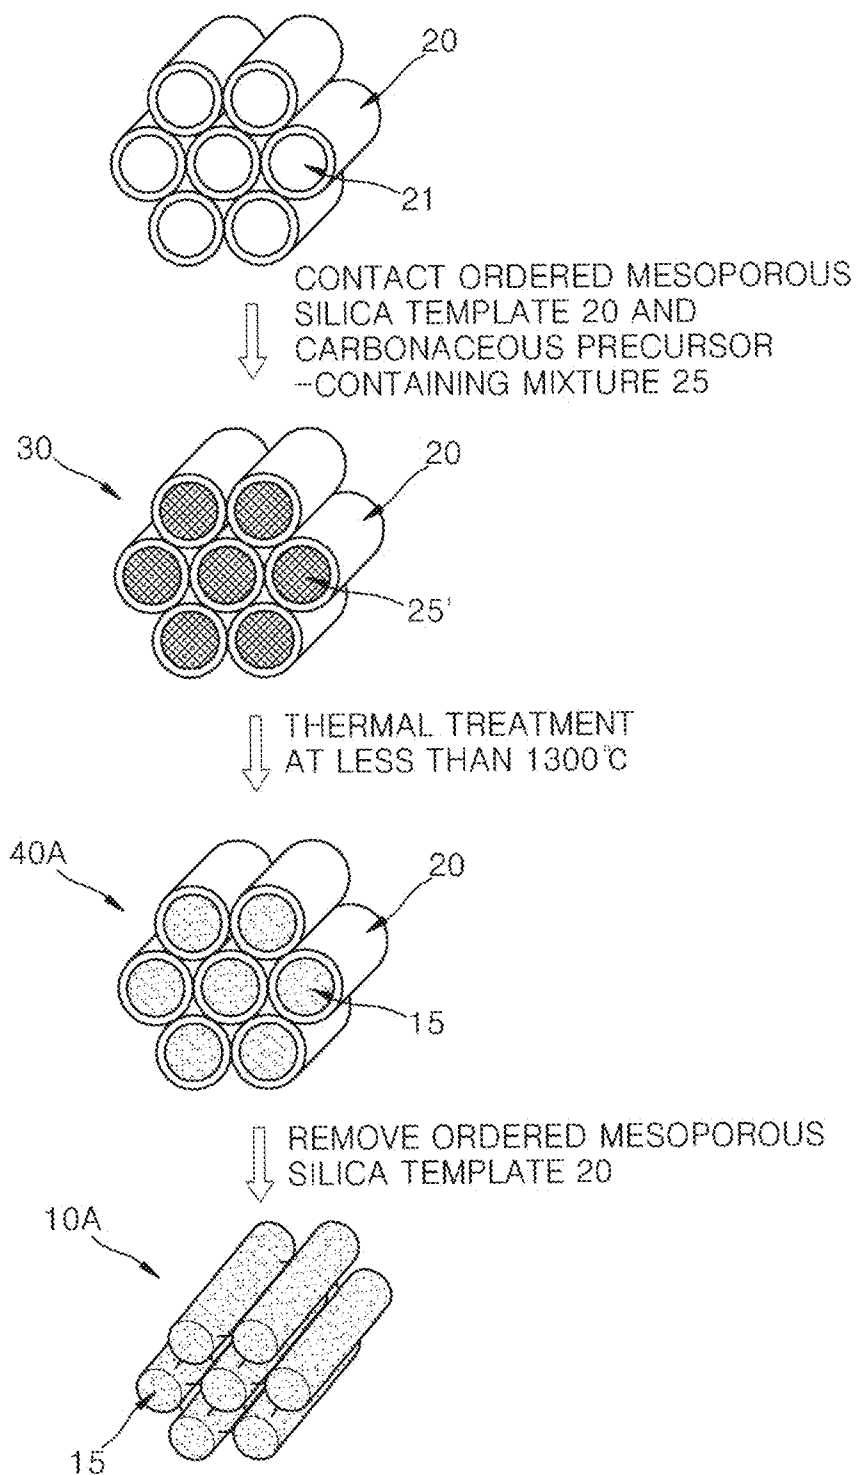 20
21
CONTACT ORDERED MESOPOROUS
SILICA TEMPLATE 20 AND
CARBONACEOUS PRECURSOR
-CONTAINING MIXTURE 25
30
20
25'
THERMAL TREATMENT
AT LESS THAN 1300℃
40A
20
15
REMOVE ORDERED MESOPOROUS
SILICA TEMPLATE 20
10A
15